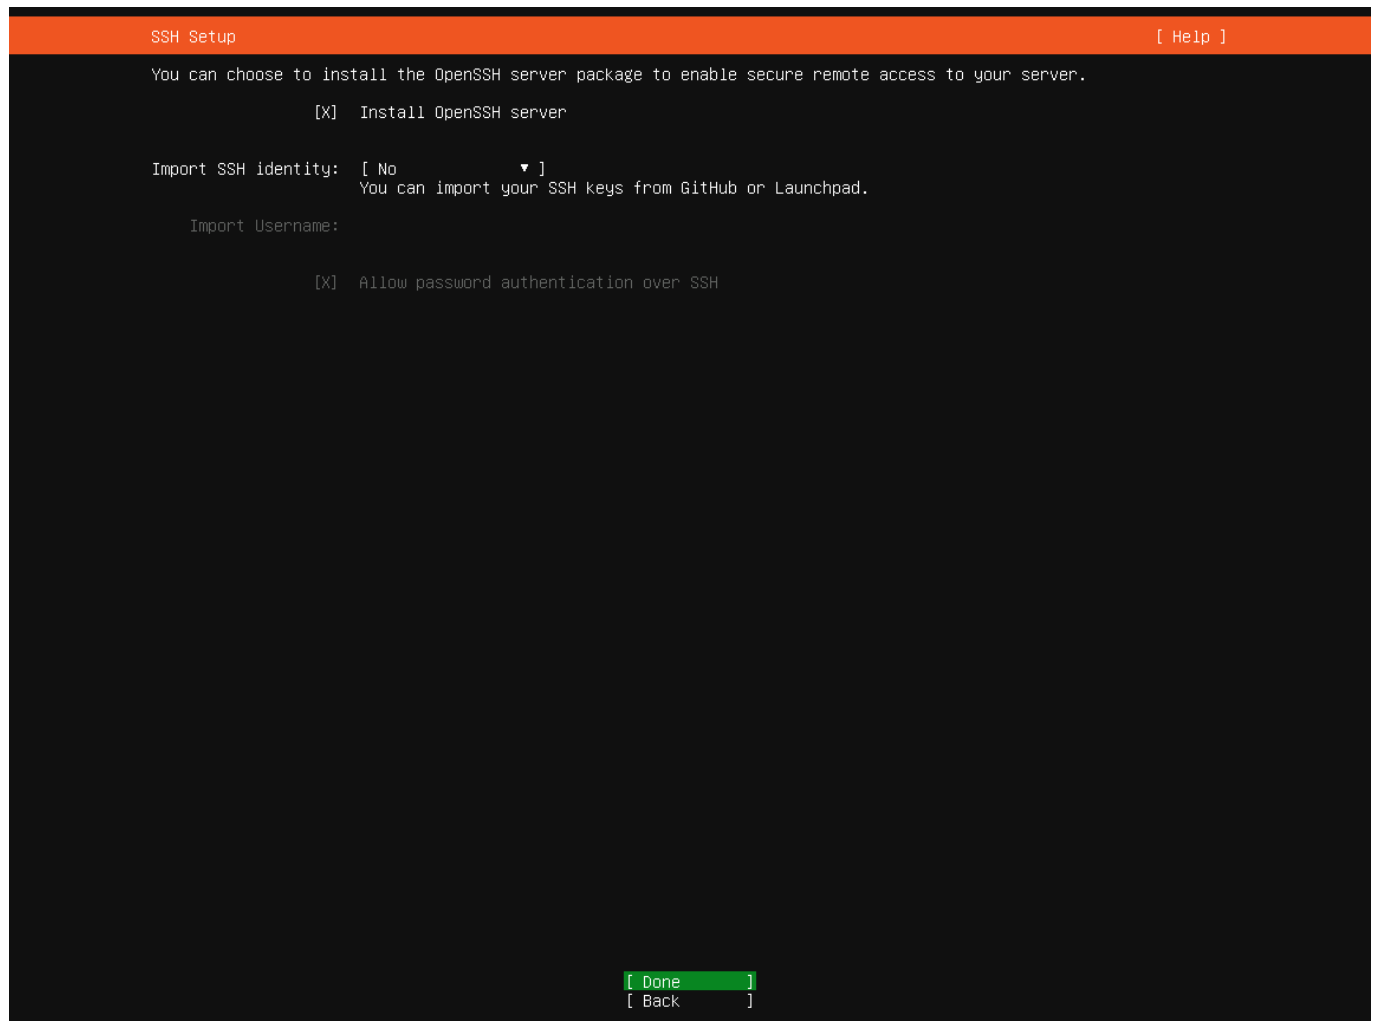 SSH Setup [ Help ]
You can choose to install the OpenSSH server package to enable secure remote access to your server.
[X] Install OpenSSH server
Import SSH identity: [ No ▼ ]
You can import your SSH keys from GitHub or Launchpad.
Import Username:
[X] Allow password authentication over SSH
[ Done ]
[ Back ]